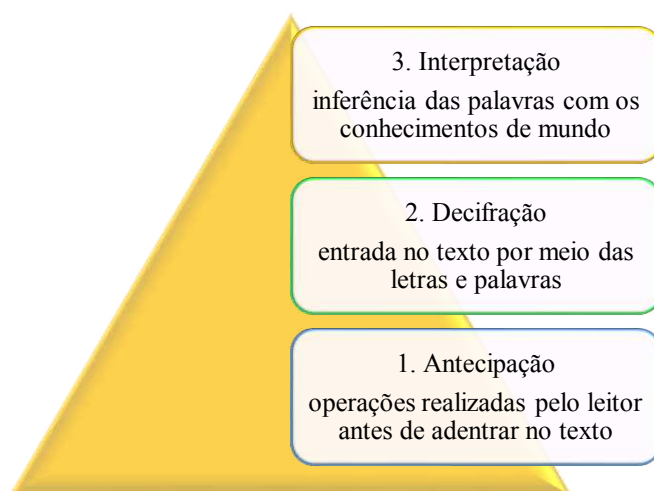 3. Interpretação
inferência das palavras com os
conhecimentos de mundo
2. Decifração
entrada no texto por meio das
letras e palavras
1. Antecipação
operações realizadas pelo leitor
antes de adentrar no texto